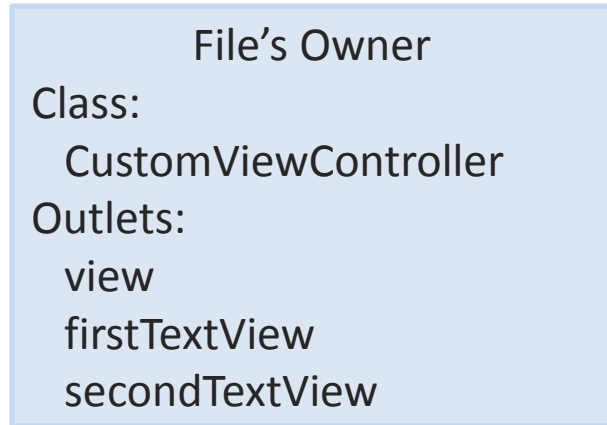 File’s Owner
Class:
CustomViewController
Outlets:
view
firstTextView
secondTextView